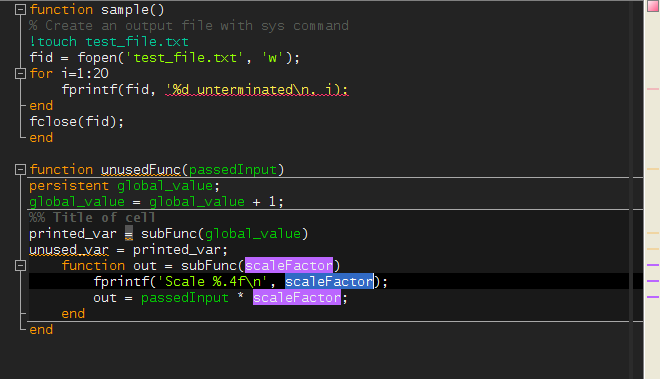 function sample()
% Create an output file with sys command
!touch test_file.txt
fid = fopen('test_file.txt', 'w');
for i=1:20
    fprintf(fid, '%d unterminated\n, i);
end
fclose(fid);
end
function unusedFunc(passedInput)
persistent global_value;
global_value = global_value + 1;
%% Title of cell
printed_var = subFunc(global_value)
unused_var = printed_var;
    function out = subFunc(scaleFactor)
        fprintf('Scale %.4f\n', scaleFactor);
        out = passedInput * scaleFactor;
    end
end